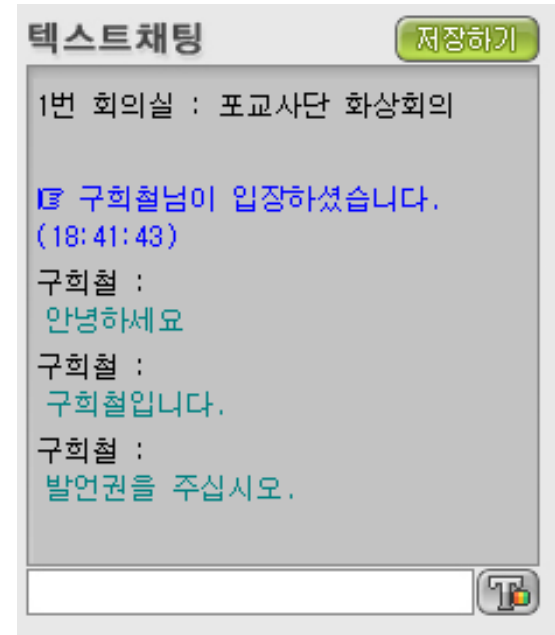 텍스트채팅
저장하기
1번 회의실 : 포교사단 화상회의
☞ 구희철님이 입장하셨습니다.
(18:41:43)
구희철 :
안녕하세요
구희철 :
구희철입니다.
구희철 :
발언권을 주십시오.
T